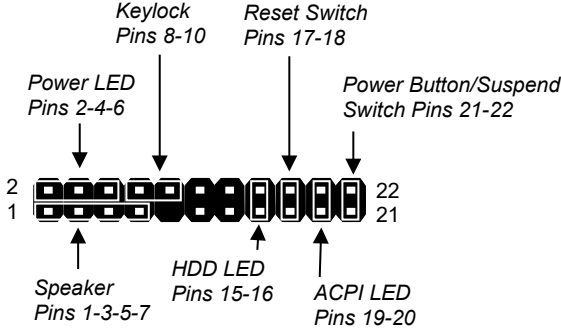 Keylock
Pins 8-10
Reset Switch
Pins 17-18
Power LED
Pins 2-4-6
Power Button/Suspend
Switch Pins 21-22
2
22
1
21
Speaker
Pins 1-3-5-7
HDD LED
Pins 15-16
ACPI LED
Pins 19-20